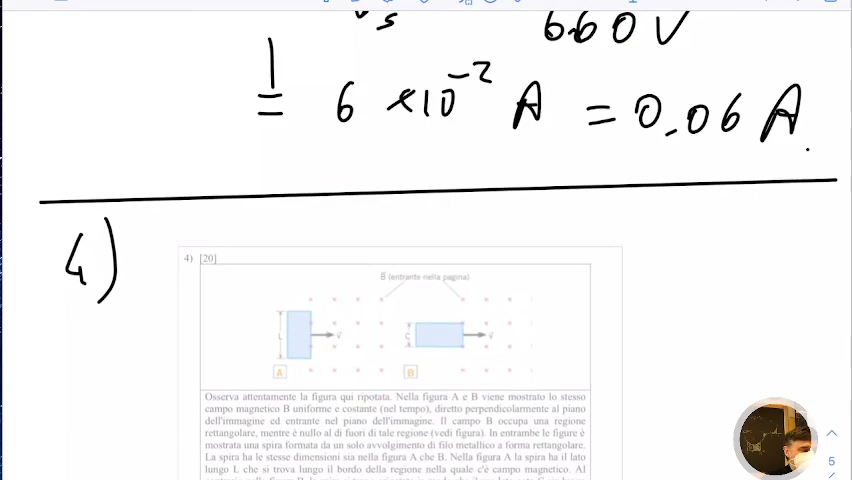 660 V
= 6 × 10⁻² A = 0.06 A.
4)
4) [20]
B (entrante nella pagina)
L v C v
A B
Osserva attentamente la figura qui riportata. Nella figura A e B viene mostrato lo stesso
campo magnetico B uniforme e costante (nel tempo), diretto perpendicolarmente al piano
dell'immagine ed entrante nel piano dell'immagine. Il campo B occupa una regione
rettangolare, mentre è nullo al di fuori di tale regione (vedi figura). In entrambe le figure è
mostrata una spira formata da un solo avvolgimento di filo metallico a forma rettangolare.
La spira ha le stesse dimensioni sia nella figura A che B. Nella figura A la spira ha il lato
lungo L che si trova lungo il bordo della regione nella quale c'è campo magnetico. Al
5